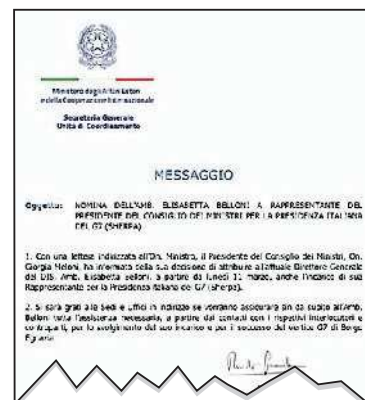 Ministero degli Affari Esteri
e della Cooperazione Internazionale
Segreteria Generale
Unità di Coordinamento
MESSAGGIO
Oggetto: NOMINA DELL'AMB. ELISABETTA BELLONI A RAPPRESENTANTE DEL
PRESIDENTE DEL CONSIGLIO DEI MINISTRI PER LA PRESIDENZA ITALIANA
DEL G7 (SHERPA)
1. Con una lettera indirizzata all'On. Ministro, il Presidente del Consiglio dei Ministri, On.
Giorgia Meloni, ha informato della sua decisione di attribuire all'attuale Direttore Generale
del DIS, Amb. Elisabetta Belloni, a partire da lunedì 11 marzo, anche l'incarico di sua
Rappresentante per la Presidenza italiana del G7 (Sherpa).
2. Si sarà grati alle Sedi e Uffici in indirizzo se vorranno assicurare sin da subito all'Amb.
Belloni tutta l'assistenza necessaria, a partire dai contatti con i rispettivi interlocutori e
controparti, per lo svolgimento del suo incarico e per il successo del vertice G7 di Borgo
Egnazia